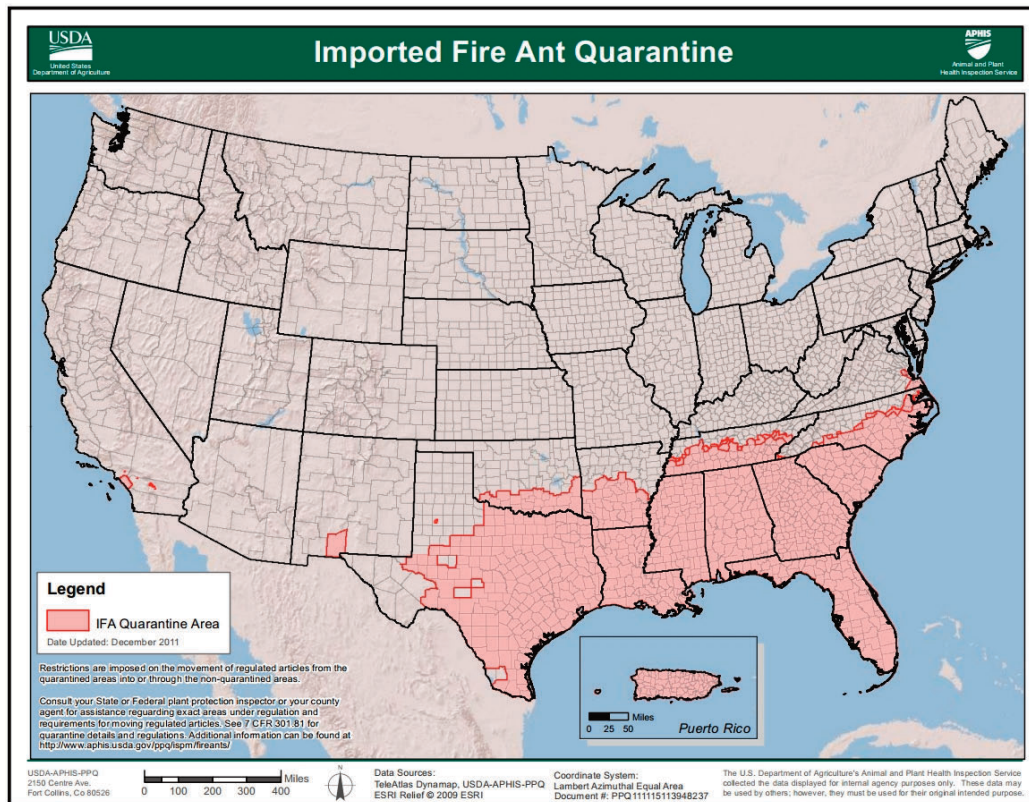 USDA
United States
Department of Agriculture
Imported Fire Ant Quarantine
APHIS
Animal and Plant
Health Inspection Service
Legend
IFA Quarantine Area
Date Updated: December 2011
Restrictions are imposed on the movement of regulated articles from the
quarantined areas into or through the non-quarantined areas.
Consult your State or Federal plant protection inspector or your county
agent for assistance reguarding exact areas under regulation and
requirements for moving regulated articles. See 7 CFR 301.81 for
quarantine details and regulations. Additional information can be found at
http://www.aphis.usda.gov/ppq/ispm/fireants/
Miles
0 25 50
Puerto Rico
USDA-APHIS-PPQ
2150 Centre Ave.
Fort Collins, Co 80526
Miles
0 100 200 300 400
N
Data Sources:
TeleAtlas Dynamap, USDA-APHIS-PPQ
ESRI Relief © 2009 ESRI
Coordinate System:
Lambert Azimuthal Equal Area
Document #: PPQ111115113948237
The U.S. Department of Agriculture's Animal and Plant Health Inspection Service
collected the data displayed for internal agency purposes only. These data may
be used by others; however, they must be used for their original intended purpose.